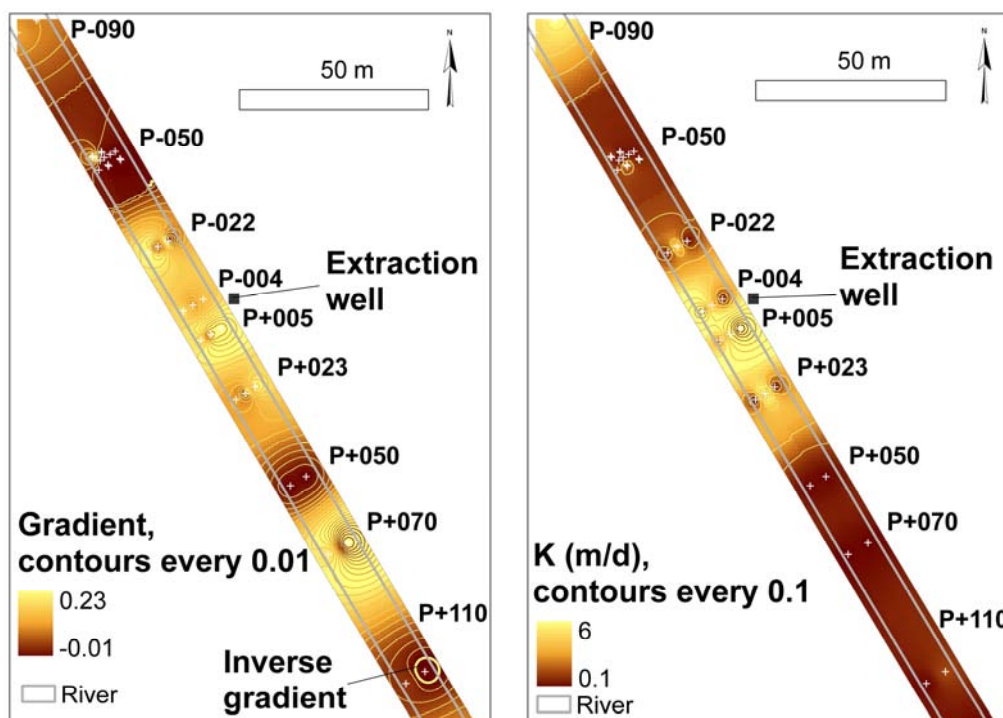 P-090
N
50 m
P-050
P-022
P-004
Extraction
well
P+005
P+023
P+050
Gradient,
contours every 0.01
P+070
0.23
-0.01
P+110
Inverse
gradient
River
P-090
N
50 m
P-050
P-022
P-004
Extraction
well
P+005
P+023
P+050
P+070
K (m/d),
contours every 0.1
P+110
6
0.1
River